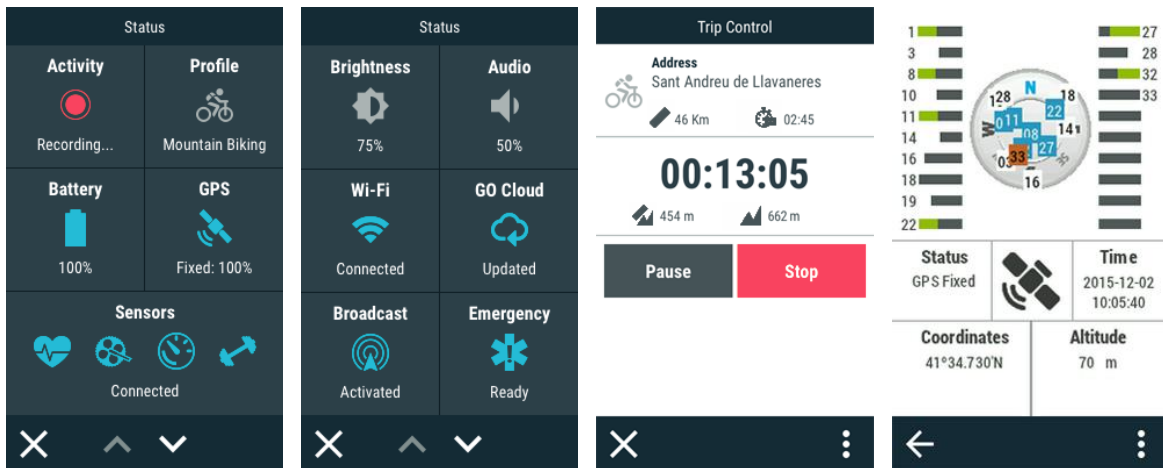 Status
Activity Profile
Recording... Mountain Biking
Battery GPS
100% Fixed: 100%
Sensors
Connected
Status
Brightness Audio
75% 50%
Wi-Fi GO Cloud
Connected Updated
Broadcast Emergency
Activated Ready
Trip Control
Address
Sant Andreu de Llavaneres
46 Km 02:45
00:13:05
454 m 662 m
Pause Stop
1 27
3 28
8 32
10 33
11
14
16
18
19
22
N
28 18
11 22
W
08 14
33 27
16
Status Time
GPS Fixed 2015-12-02
10:05:40
Coordinates Altitude
41º34.730'N 70 m